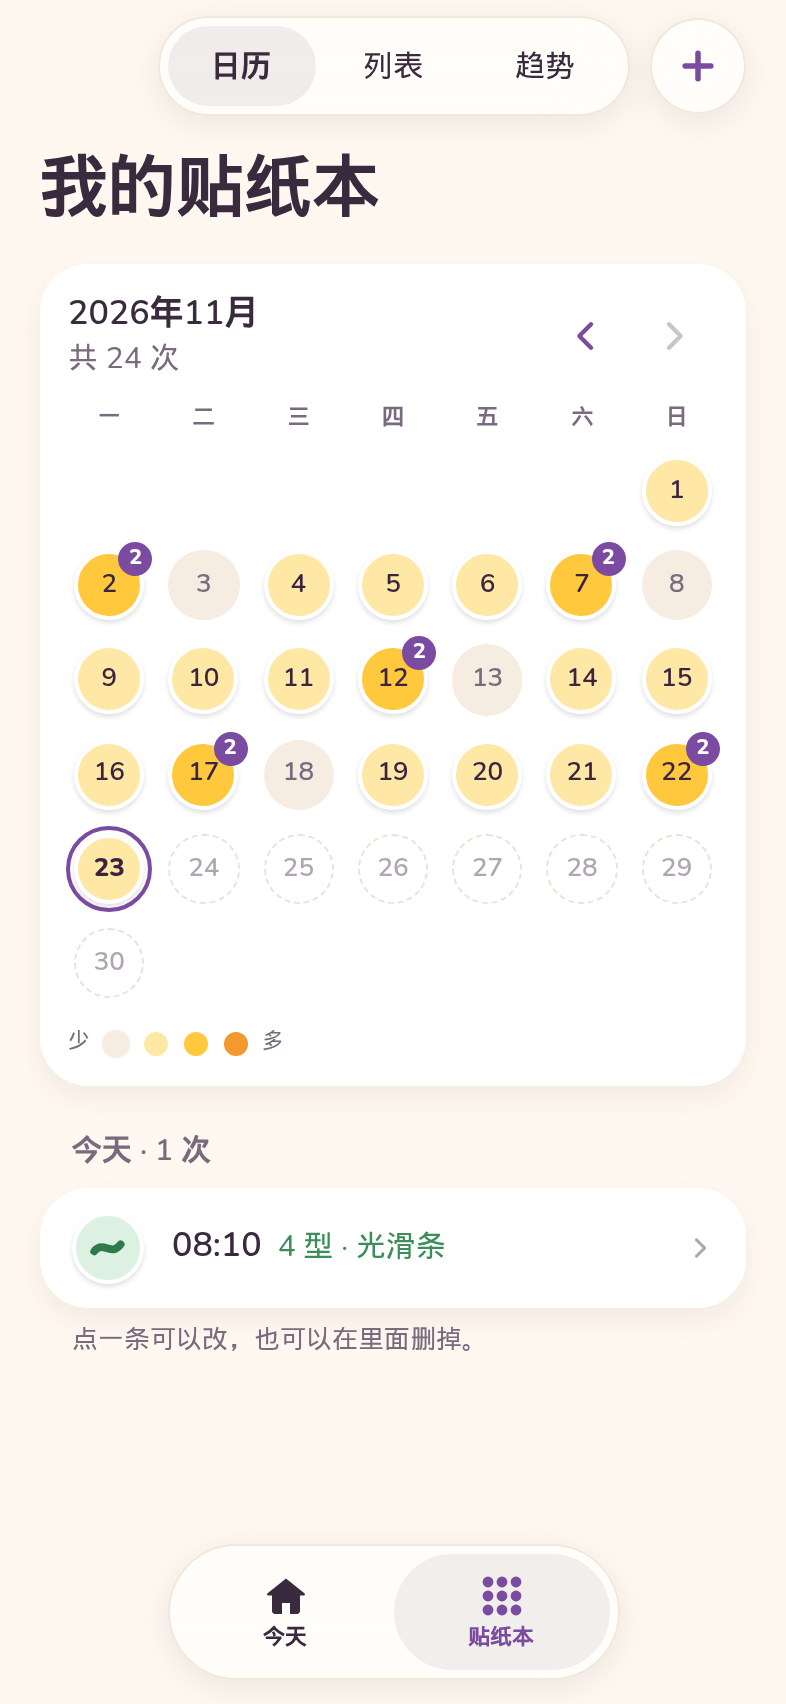 日历 列表 趋势
我的贴纸本
2026年11月
共 24 次
一 二 三 四 五 六 日
1
2 2 3 4 5 6 7 2 8
9 10 11 12 2 13 14 15
16 17 2 18 19 20 21 22 2
23 24 25 26 27 28 29
30
少 多
今天 · 1 次
08:10 4 型 · 光滑条
点一条可以改，也可以在里面删掉。
今天 贴纸本